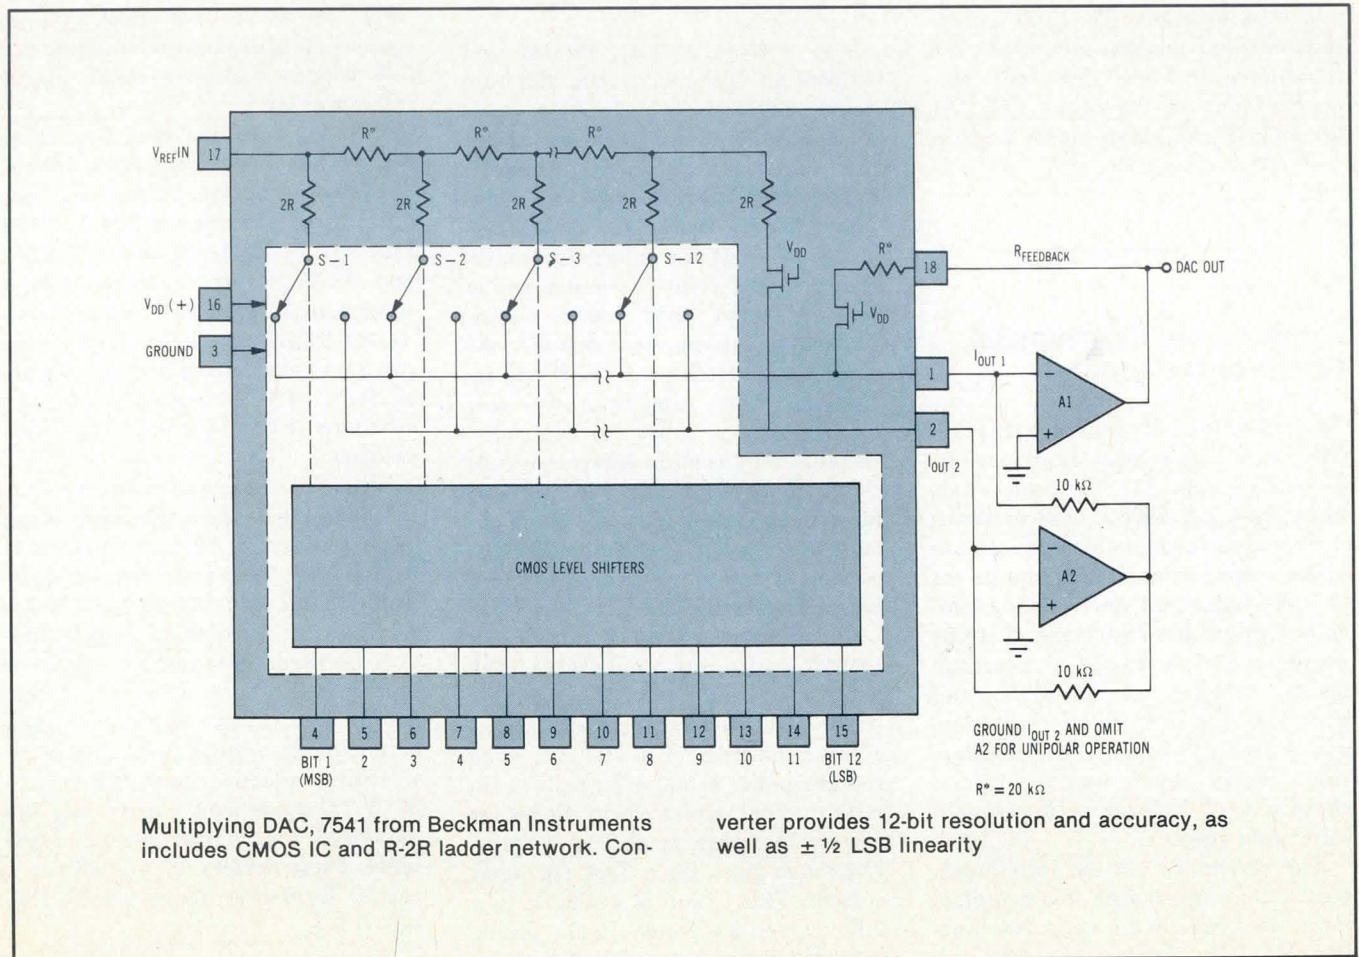 R* R* R*
V_REF IN 17
2R 2R 2R 2R 2R
S-1 S-2 S-3 S-12
V_DD
R* 18 R_FEEDBACK DAC OUT
V_DD (+) 16
V_DD
GROUND 3
1 I_OUT 1
A1
- +
2
I_OUT 2
10 kΩ
CMOS LEVEL SHIFTERS
A2
- +
10 kΩ
4 5 6 7 8 9 10 11 12 13 14 15
BIT 1 2 3 4 5 6 7 8 9 10 11 BIT 12
(MSB) (LSB)
GROUND I_OUT 2 AND OMIT
A2 FOR UNIPOLAR OPERATION
R* = 20 kΩ
Multiplying DAC, 7541 from Beckman Instruments
includes CMOS IC and R-2R ladder network. Con-
verter provides 12-bit resolution and accuracy, as
well as ± ½ LSB linearity